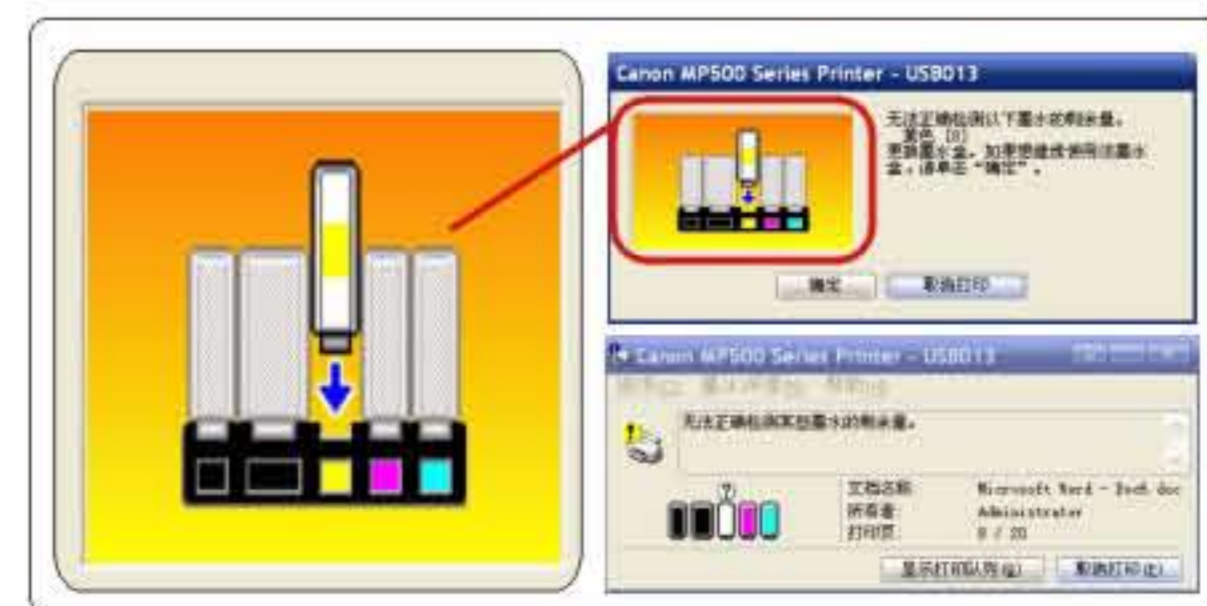 Canon MP500 Series Printer - USB013
无法正确检测以下墨水的剩余量。
黄色
更换墨水盒。如果想继续使用该墨水
盒，请单击“确定”。
确定
取消打印
Canon MP500 Series Printer - USB013
无法正确检测某些墨水的剩余量。
文档名称:
Microsoft Word - doc
所有者:
Administrator
打印页:
/ 20
显示打印队列(Q)
取消打印(E)